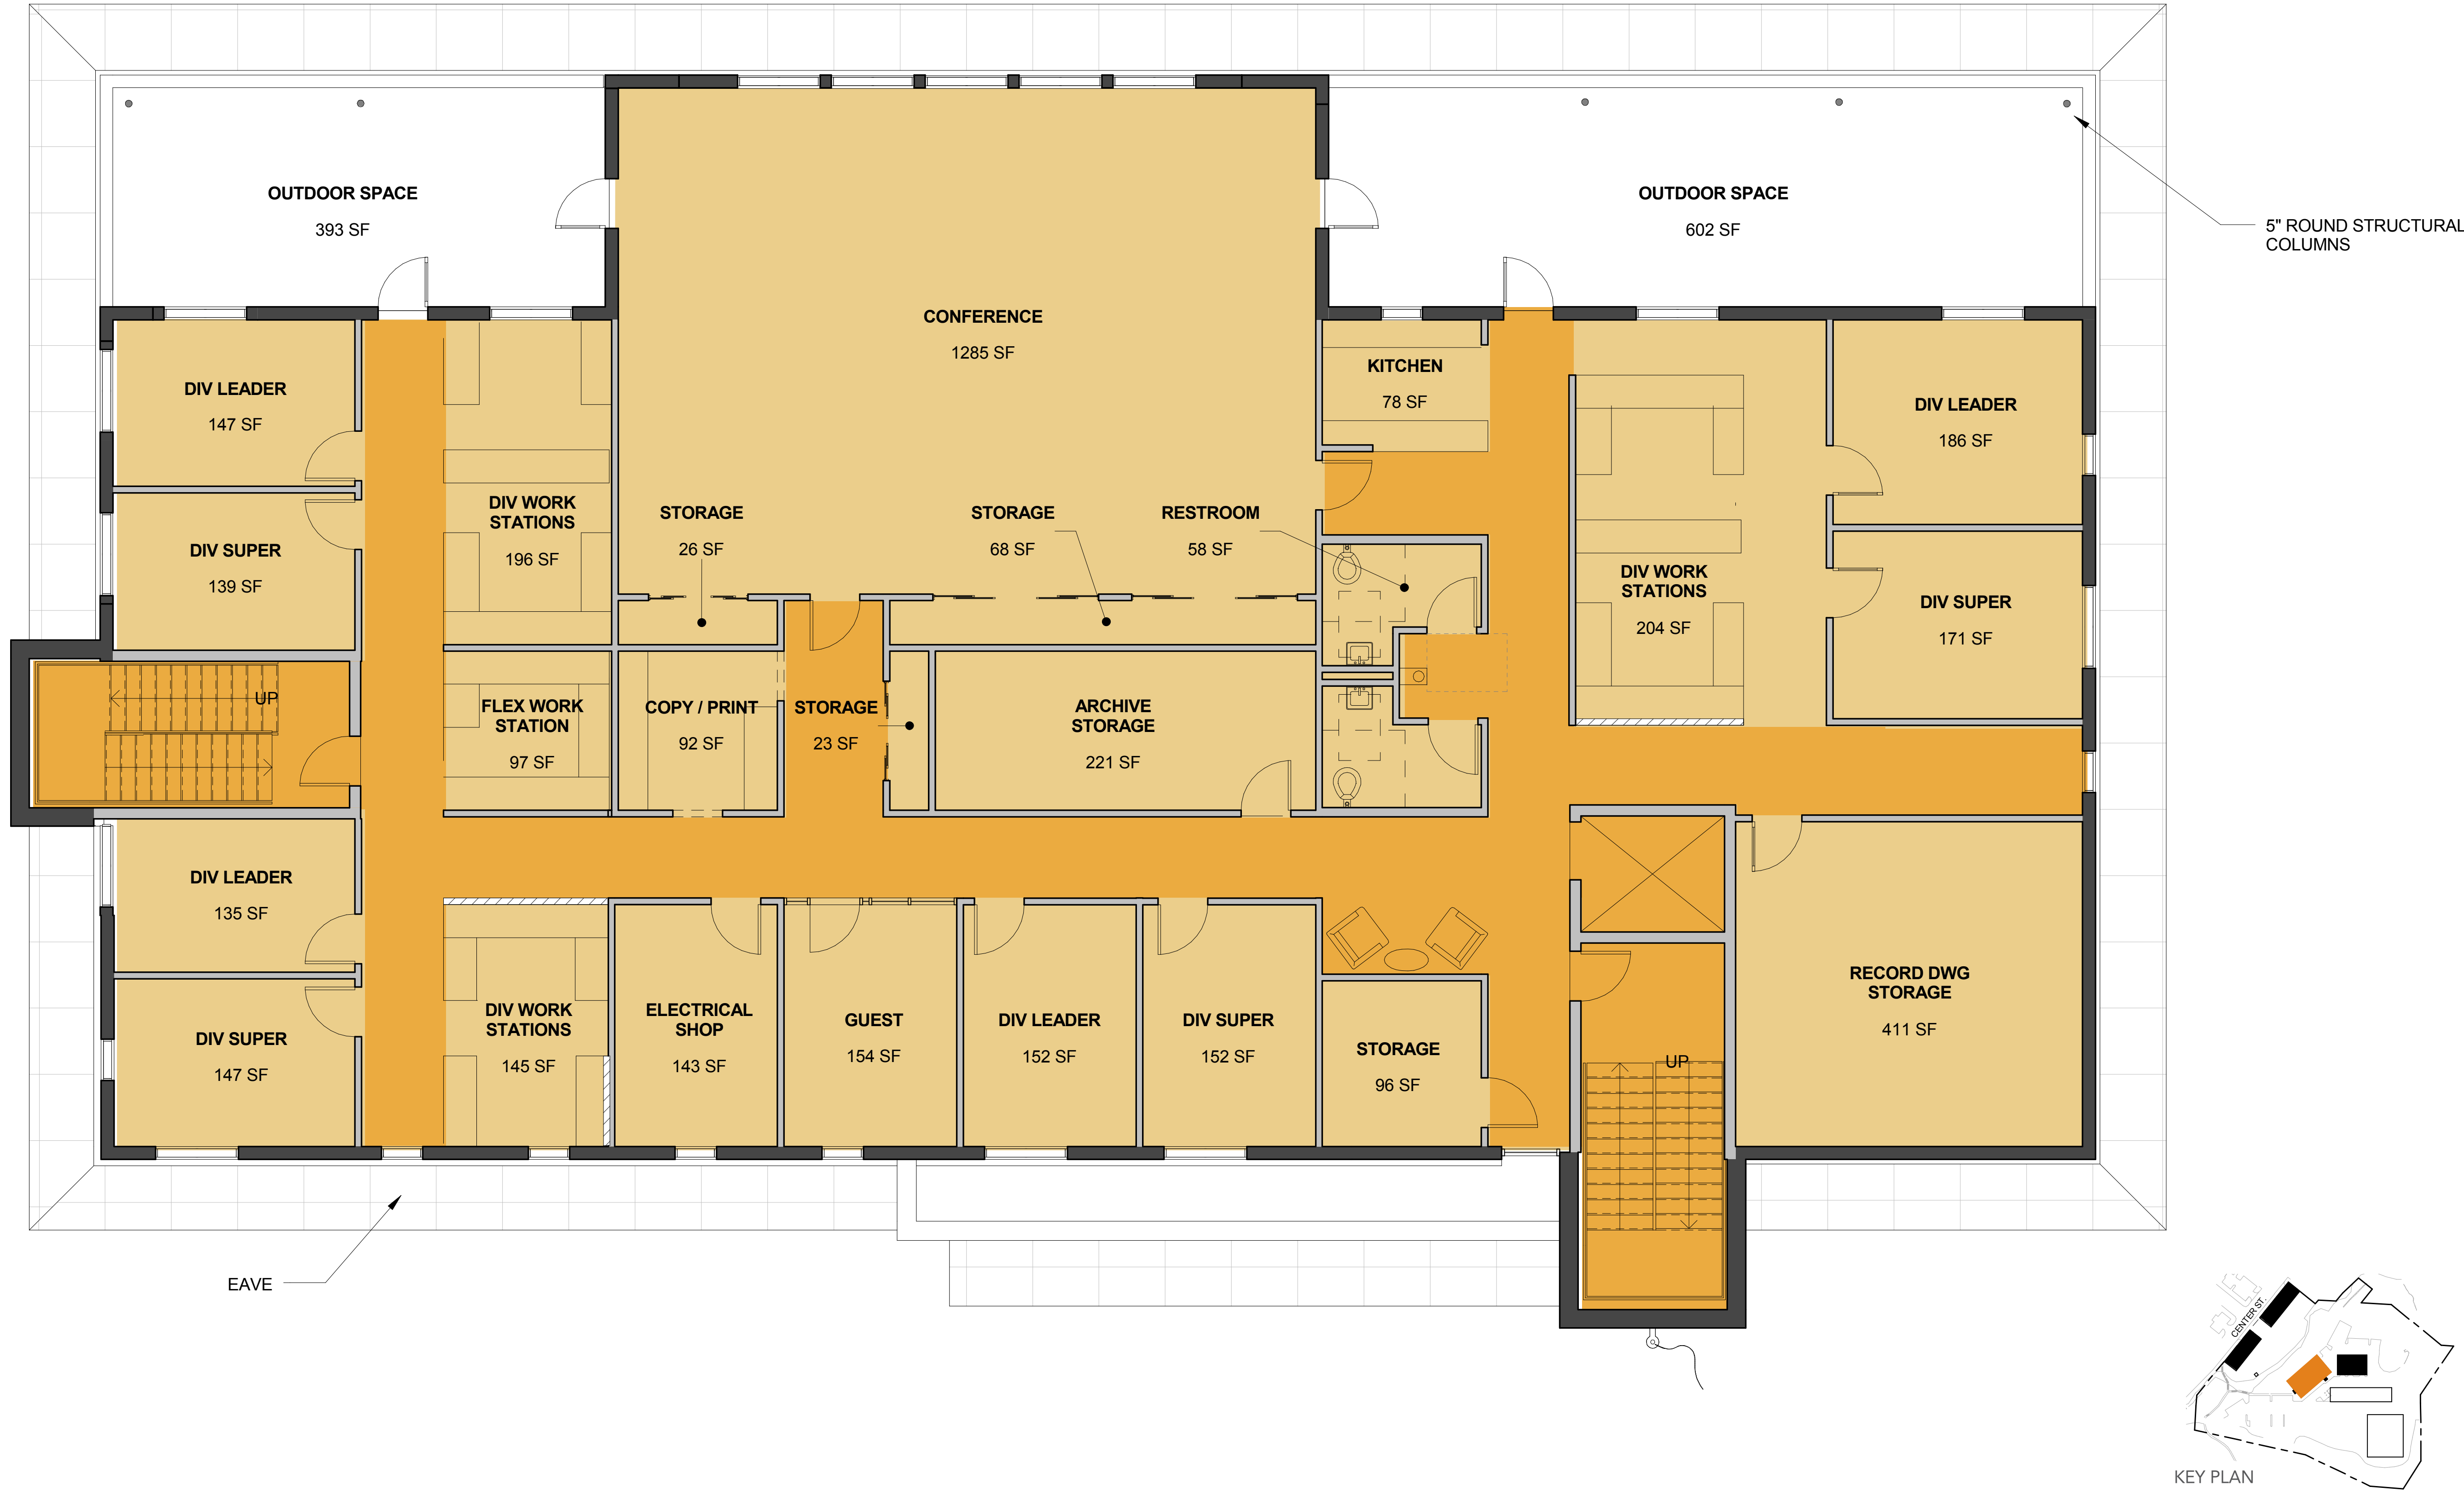 OUTDOOR SPACE
393 SF
OUTDOOR SPACE
602 SF
5" ROUND STRUCTURAL
COLUMNS
CONFERENCE
1285 SF
KITCHEN
78 SF
DIV LEADER
147 SF
DIV LEADER
186 SF
DIV WORK
STATIONS
196 SF
STORAGE
26 SF
STORAGE
68 SF
RESTROOM
58 SF
DIV SUPER
139 SF
DIV WORK
STATIONS
204 SF
DIV SUPER
171 SF
UP
FLEX WORK
STATION
97 SF
COPY / PRINT
92 SF
STORAGE
23 SF
ARCHIVE
STORAGE
221 SF
DIV LEADER
135 SF
DIV SUPER
147 SF
DIV WORK
STATIONS
145 SF
ELECTRICAL
SHOP
143 SF
GUEST
154 SF
DIV LEADER
152 SF
DIV SUPER
152 SF
STORAGE
96 SF
UP
RECORD DWG
STORAGE
411 SF
EAVE
CENTER ST.
KEY PLAN